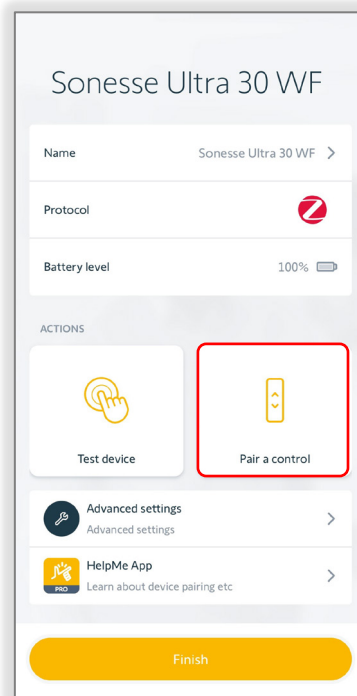 Sonesse Ultra 30 WF
Name Sonesse Ultra 30 WF
Protocol
Battery level 100%
ACTIONS
Test device
Pair a control
Advanced settings
Advanced settings
HelpMe App
PRO
Learn about device pairing etc
Finish